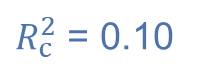 $R_c^2 = 0.10$